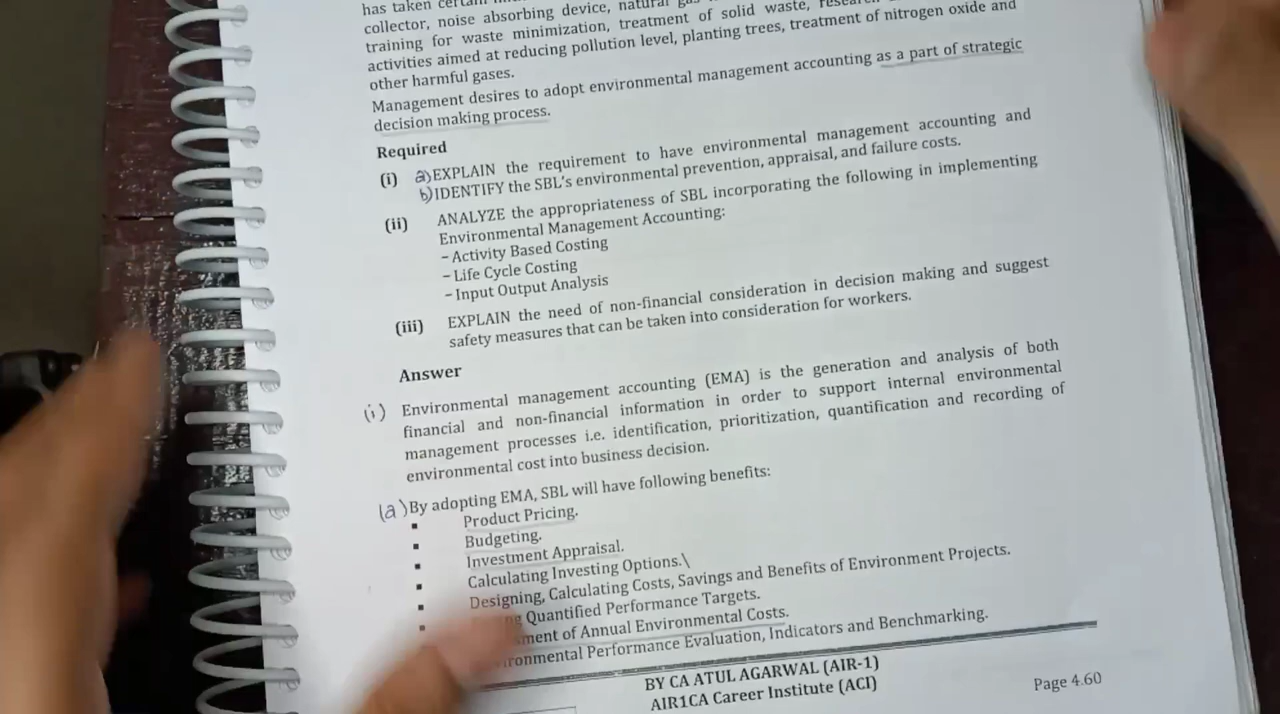 has taken certain
collector, noise absorbing device, natural gas
training for waste minimization, treatment of solid waste,
activities aimed at reducing pollution level, planting trees, treatment of nitrogen oxide and
other harmful gases.
Management desires to adopt environmental management accounting as a part of strategic
decision making process.
Required
(i) a) EXPLAIN the requirement to have environmental management accounting and
b) IDENTIFY the SBL's environmental prevention, appraisal, and failure costs.
(ii) ANALYZE the appropriateness of SBL incorporating the following in implementing
Environmental Management Accounting:
– Activity Based Costing
– Life Cycle Costing
– Input Output Analysis
(iii) EXPLAIN the need of non-financial consideration in decision making and suggest
safety measures that can be taken into consideration for workers.
Answer
(i) Environmental management accounting (EMA) is the generation and analysis of both
financial and non-financial information in order to support internal environmental
management processes i.e. identification, prioritization, quantification and recording of
environmental cost into business decision.
(a) By adopting EMA, SBL will have following benefits:
▪ Product Pricing.
▪ Budgeting.
▪ Investment Appraisal.
▪ Calculating Investing Options.\
▪ Designing, Calculating Costs, Savings and Benefits of Environment Projects.
▪ Quantified Performance Targets.
of Annual Environmental Costs.
Performance Evaluation, Indicators and Benchmarking.
BY CA ATUL AGARWAL (AIR-1)
AIR1CA Career Institute (ACI)
Page 4.60